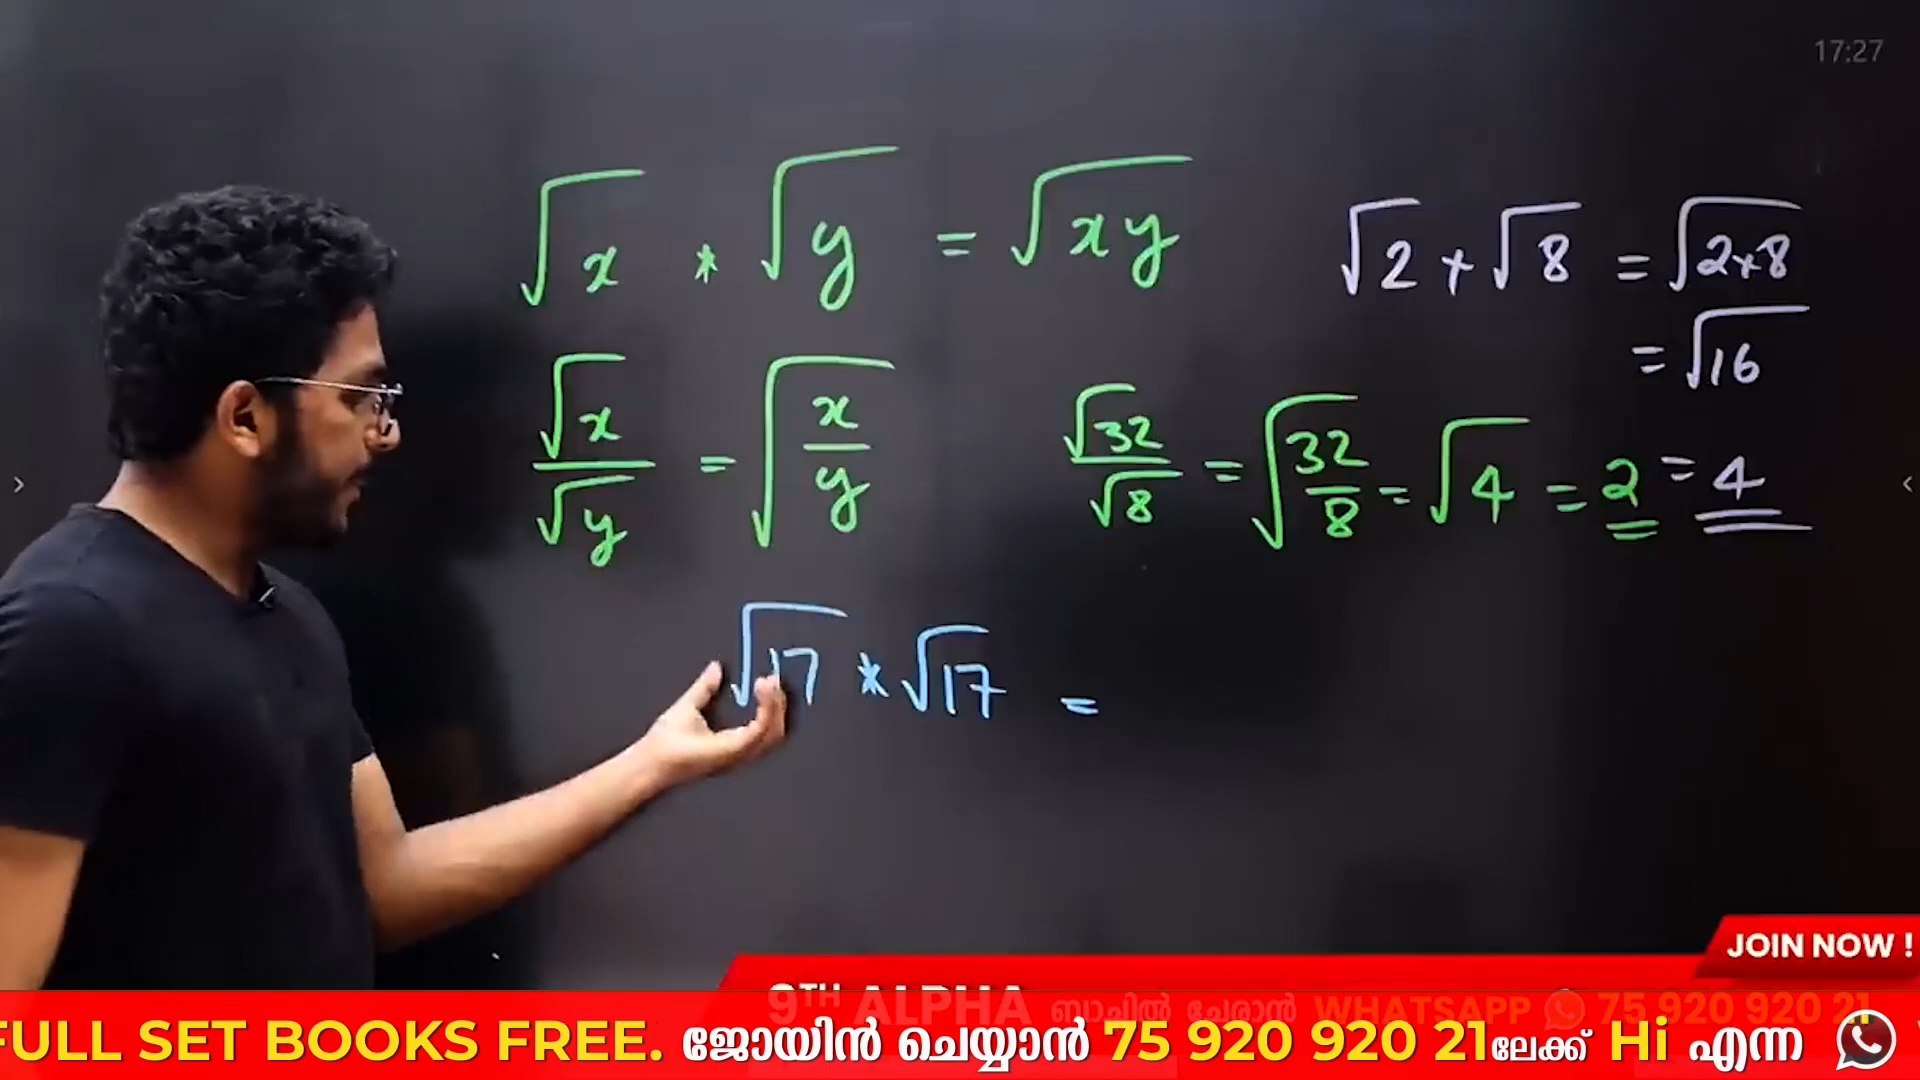 17:27
√x * √y = √xy
√2 × √8 = √2×8
= √16
= 4
√x/√y = √x/y
√32/√8 = √32/8 = √4 = 2
√17 * √17 =
JOIN NOW !
9TH ALPHA ബാച്ചിൽ ചേരാൻ WHATSAPP 75 920 920 21
FULL SET BOOKS FREE. ജോയിൻ ചെയ്യാൻ 75 920 920 21ലേക്ക് Hi എന്ന